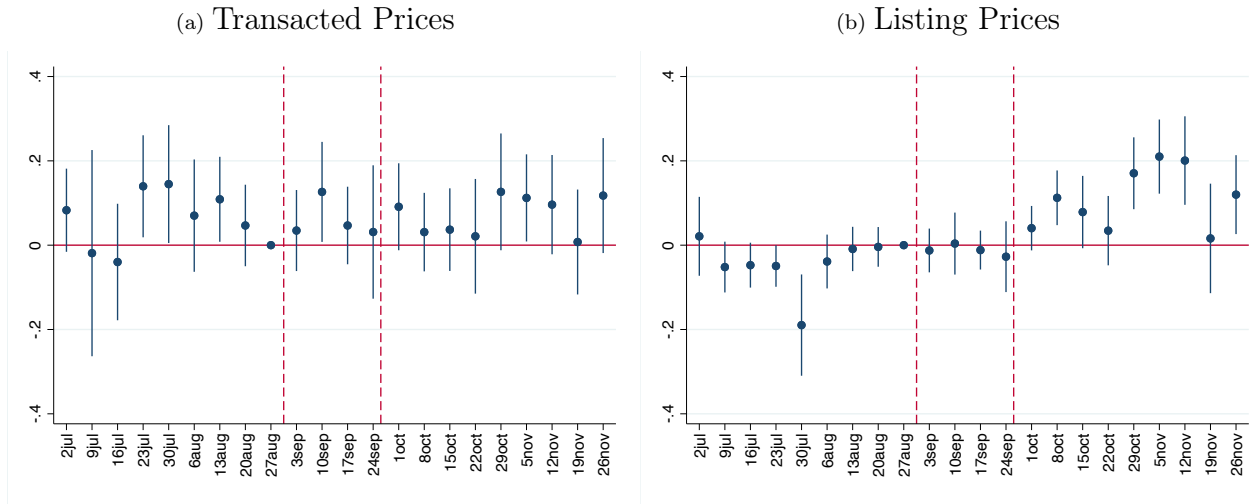 (a) Transacted Prices
.4
.2
0
-.2
-.4
2jul
9jul
16jul
23jul
30jul
6aug
13aug
20aug
27aug
3sep
10sep
17sep
24sep
1oct
8oct
15oct
22oct
29oct
5nov
12nov
19nov
26nov
(b) Listing Prices
.4
.2
0
-.2
-.4
2jul
9jul
16jul
23jul
30jul
6aug
13aug
20aug
27aug
3sep
10sep
17sep
24sep
1oct
8oct
15oct
22oct
29oct
5nov
12nov
19nov
26nov